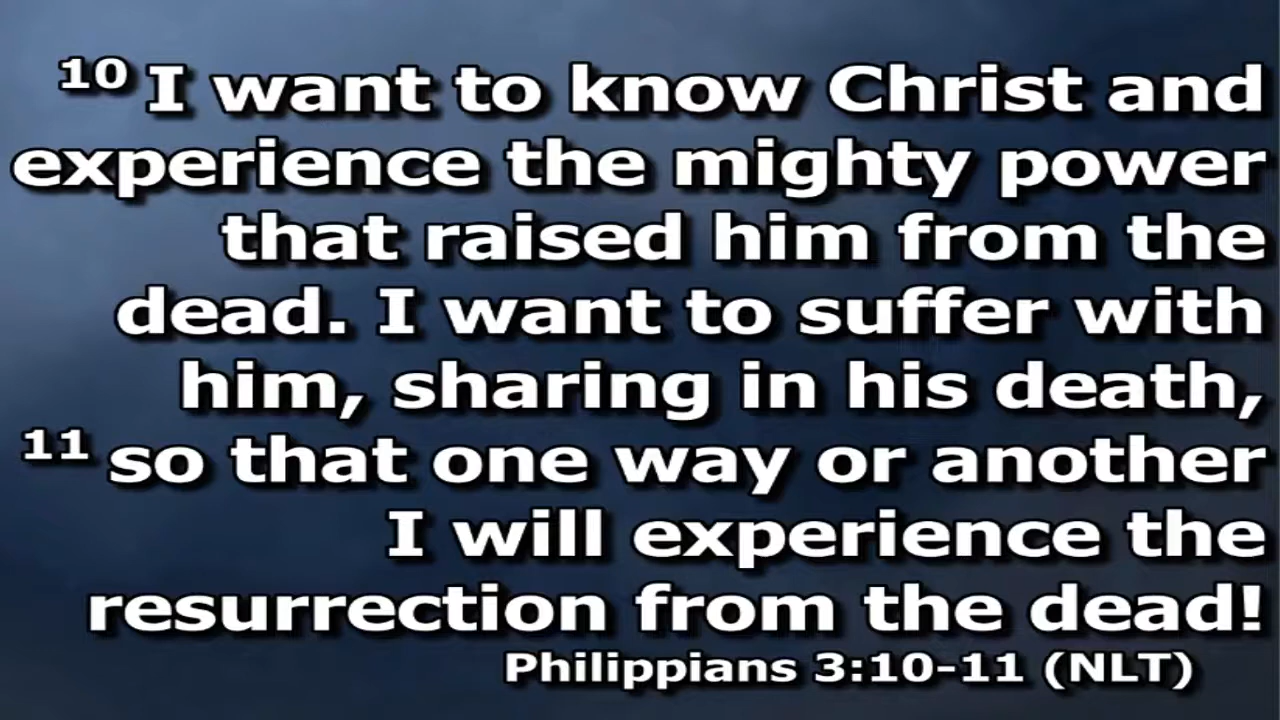 10 I want to know Christ and
experience the mighty power
that raised him from the
dead. I want to suffer with
him, sharing in his death,
11 so that one way or another
I will experience the
resurrection from the dead!
Philippians 3:10-11 (NLT)